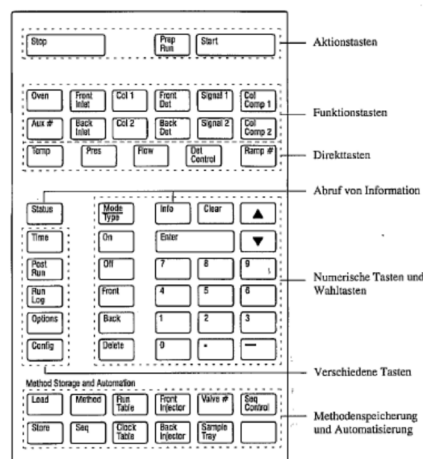 Stop Prep Run Start Aktionstasten
Oven Front Inlet Col 1 Front Det Signal 1 Col Comp 1
Funktionstasten
Aux # Back Inlet Col 2 Back Det Signal 2 Col Comp 2
Temp Pres Flow Det Control Ramp # Direkttasten
Abruf von Information
Status Mode Type Info Clear ▲
Time On Enter ▼
Post Run Off 7 8 9
Numerische Tasten und
Wahltasten
Run Log Front 4 5 6
Options Back 1 2 3
Config Delete 0 . —
Verschiedene Tasten
Method Storage and Automation
Load Method Run Table Front Injector Valve # Seq Control
Methodenspeicherung
und Automatisierung
Store Seq Clock Table Back Injector Sample Tray